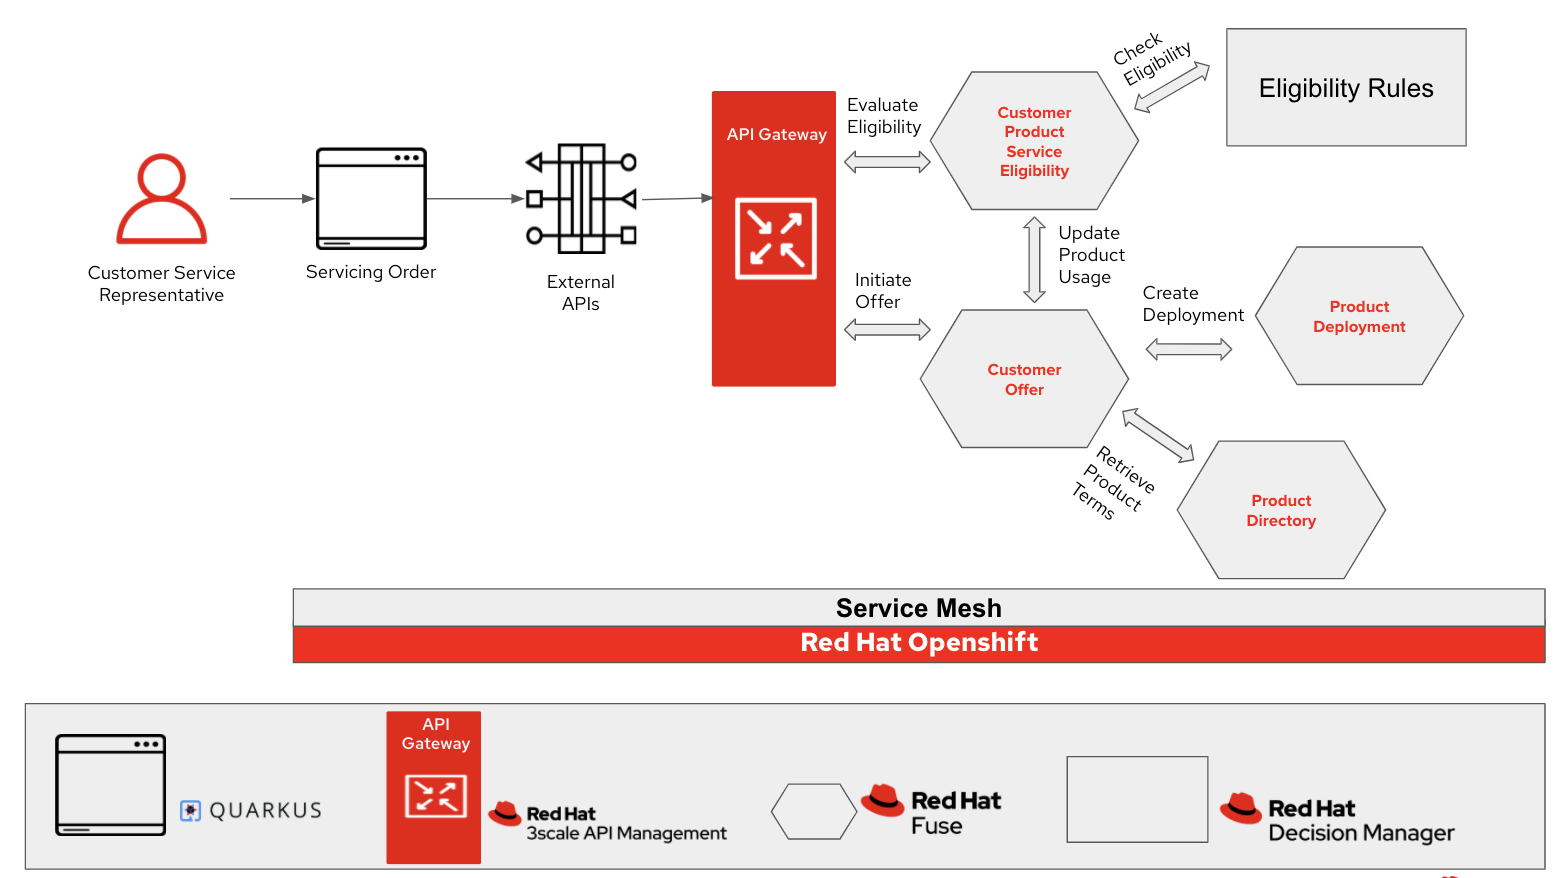 Customer Service
Representative
Servicing Order
External
APIs
API Gateway
Evaluate
Eligibility
Initiate
Offer
Customer
Product
Service
Eligibility
Check
Eligibility
Eligibility Rules
Update
Product
Usage
Create
Deployment
Product
Deployment
Customer
Offer
Retrieve
Product
Terms
Product
Directory
Service Mesh
Red Hat Openshift
QUARKUS
API
Gateway
Red Hat
3scale API Management
Red Hat
Fuse
Red Hat
Decision Manager